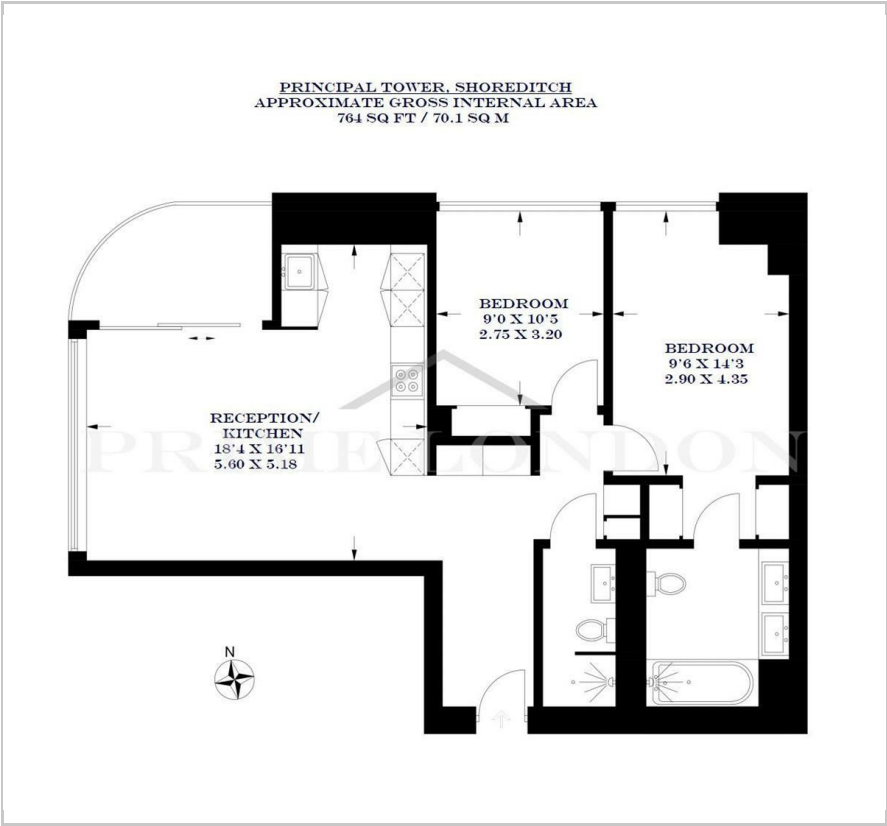 PRINCIPAL TOWER, SHOREDITCH
APPROXIMATE GROSS INTERNAL AREA
764 SQ FT / 70.1 SQ M
BEDROOM
9'0 X 10'5
2.75 X 3.20
BEDROOM
9'6 X 14'3
2.90 X 4.35
RECEPTION/
KITCHEN
18'4 X 16'11
5.60 X 5.18
PRIME LONDON
N